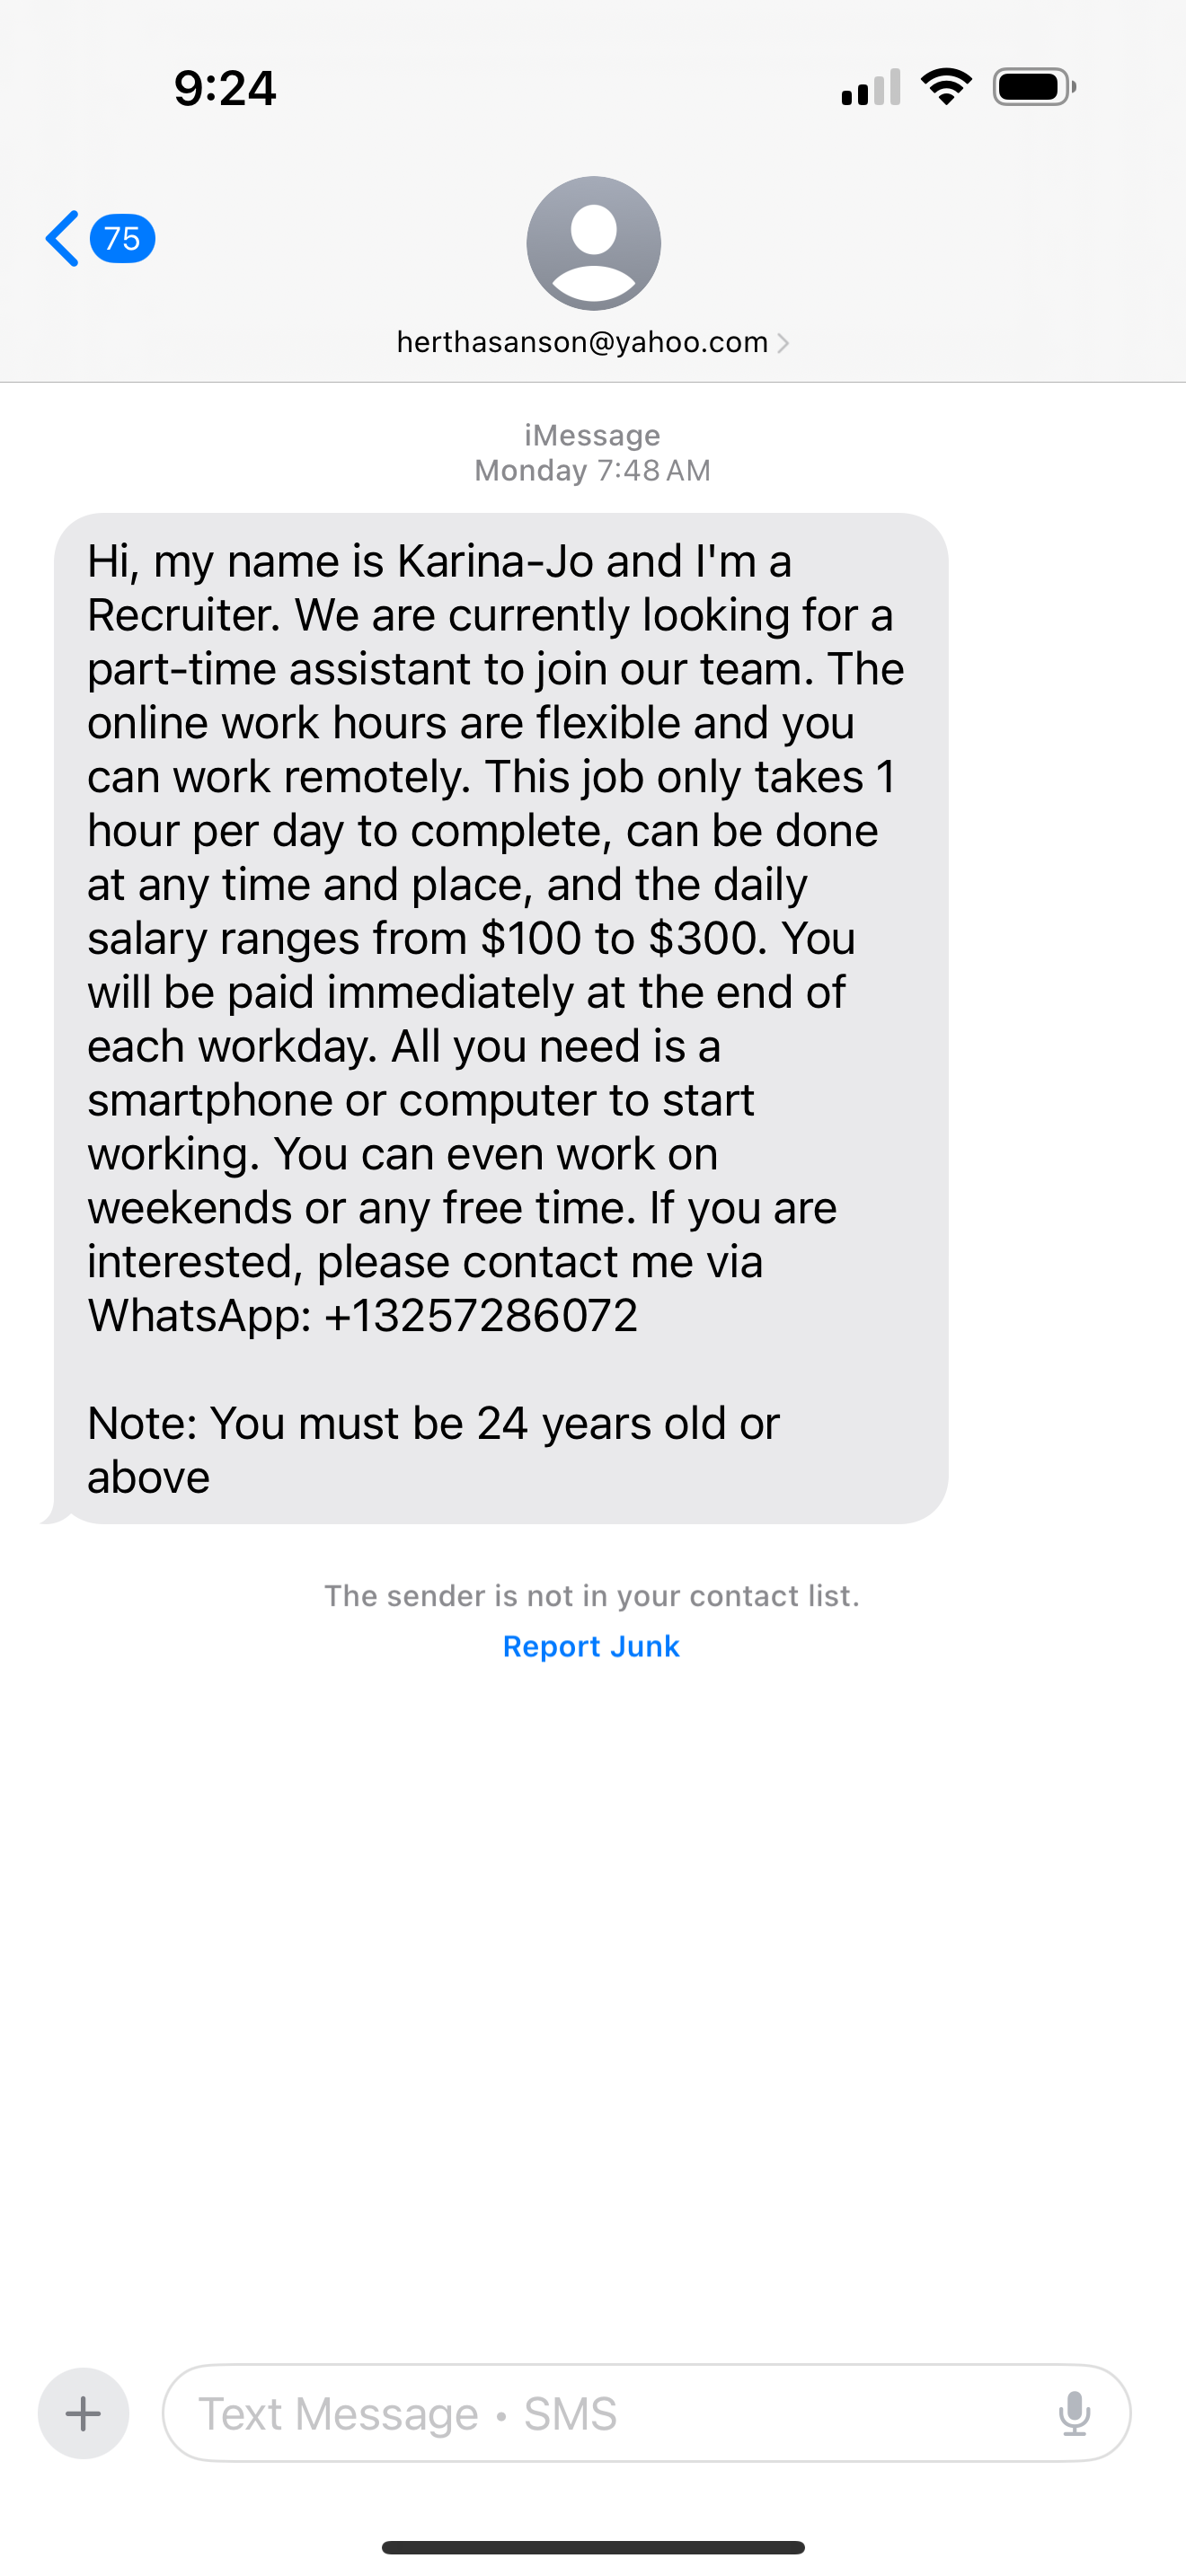 9:24
75
herthasanson@yahoo.com
iMessage
Monday 7:48 AM
Hi, my name is Karina-Jo and I'm a
Recruiter. We are currently looking for a
part-time assistant to join our team. The
online work hours are flexible and you
can work remotely. This job only takes 1
hour per day to complete, can be done
at any time and place, and the daily
salary ranges from $100 to $300. You
will be paid immediately at the end of
each workday. All you need is a
smartphone or computer to start
working. You can even work on
weekends or any free time. If you are
interested, please contact me via
WhatsApp: +13257286072
Note: You must be 24 years old or
above
The sender is not in your contact list.
Report Junk
Text Message • SMS